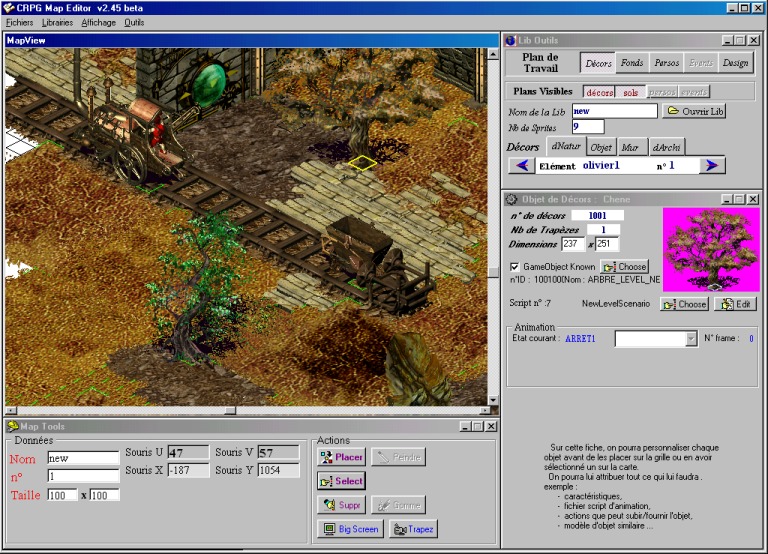 CRPG Map Editor v2.45 beta
Fichiers Librairies Affichage Outils
MapView
Lib Outils
Plan de Travail
Décors Fonds Persos Events Design
Plans Visibles décors sols persos events
Nom de la Lib new Ouvrir Lib
Nb de Sprites 9
Décors dNatur Objet Mur dArchi
Elément olivier1 n° 1
Objet de Décors : Chene
n° de décors 1001
Nb de Trapèzes 1
Dimensions 237 x 251
GameObject Known Choose
n°ID : 1001000Nom : ARBRE_LEVEL_NE
Script n° :7 NewLevelScenario Choose Edit
Animation
Etat courant : ARRET1 N° frame : 0
Sur cette fiche, on pourra personnaliser chaque
objet avant de les placer sur la grille ou en avoir
sélectionné un sur la carte.
On pourra lui attribuer tout ce qui lui faudra .
exemple :
- caractéristiques,
- fichier script d'animation,
- actions que peut subir/fournir l'objet,
- modèle d'objet similaire ...
Map Tools
Données
Nom new
n° 1
Taille 100 x 100
Souris U 47 Souris V 57
Souris X -187 Souris Y 1054
Actions
Placer Peindre
Select
Suppr Gomme
Big Screen Trapez